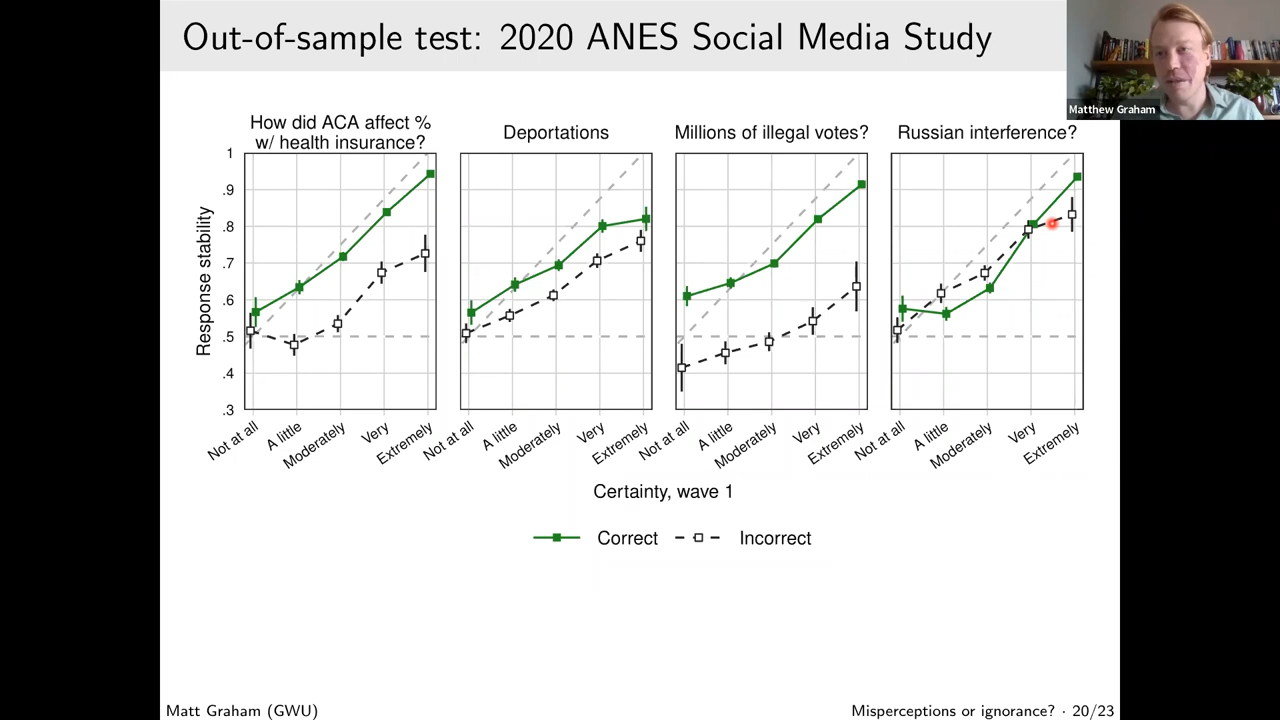 Out-of-sample test: 2020 ANES Social Media Study
Matthew Graham
How did ACA affect %
w/ health insurance?
Deportations
Millions of illegal votes?
Russian interference?
Response stability
1
.9
.8
.7
.6
.5
.4
.3
Not at all
A little
Moderately
Very
Extremely
Not at all
A little
Moderately
Very
Extremely
Not at all
A little
Moderately
Very
Extremely
Not at all
A little
Moderately
Very
Extremely
Certainty, wave 1
Correct
Incorrect
Matt Graham (GWU)
Misperceptions or ignorance? · 20/23